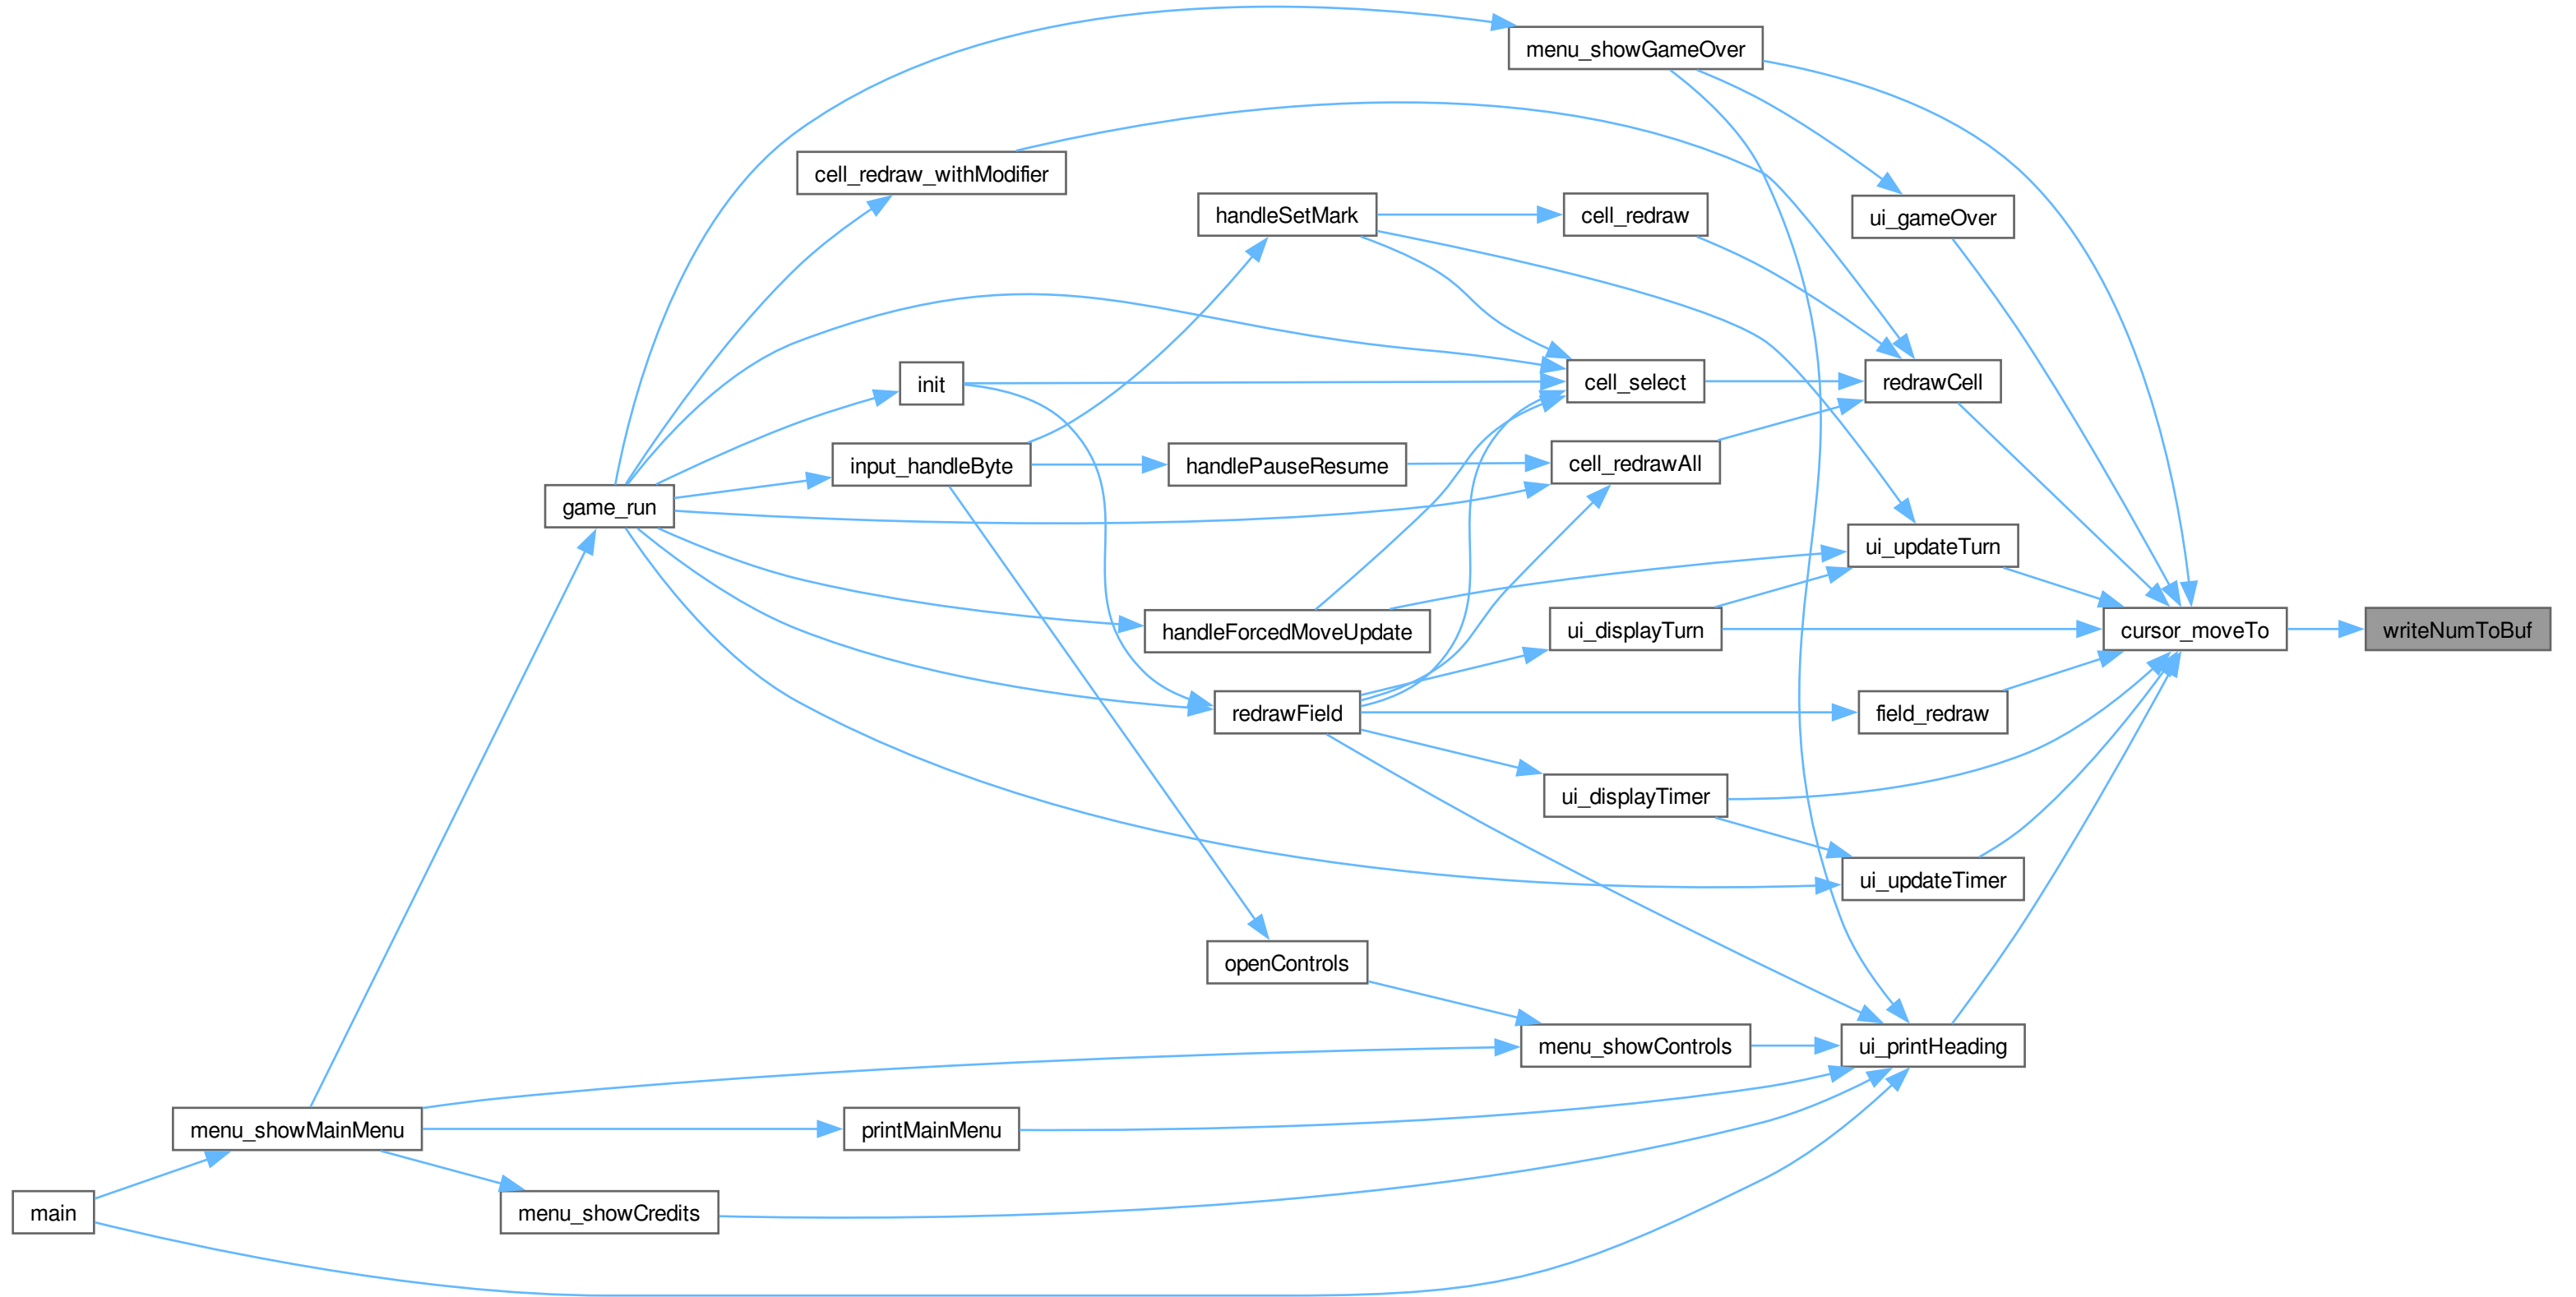 menu_showGameOver
cell_redraw_withModifier
handleSetMark
cell_redraw
ui_gameOver
init
cell_select
redrawCell
input_handleByte
handlePauseResume
cell_redrawAll
game_run
ui_updateTurn
handleForcedMoveUpdate
ui_displayTurn
cursor_moveTo
writeNumToBuf
redrawField
field_redraw
ui_displayTimer
ui_updateTimer
openControls
menu_showControls
ui_printHeading
menu_showMainMenu
printMainMenu
main
menu_showCredits